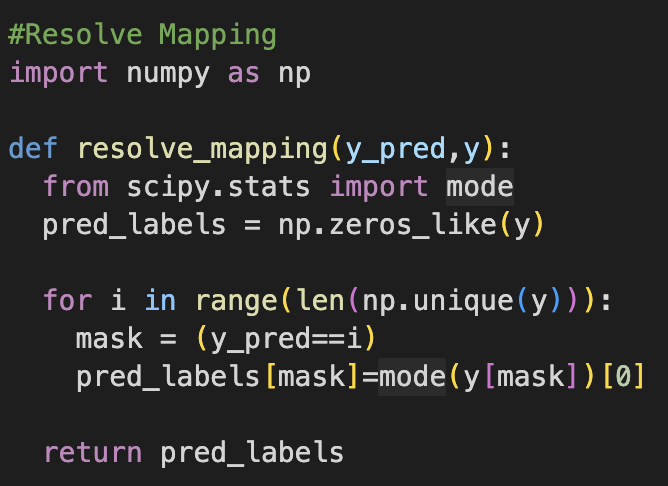 #Resolve Mapping
import numpy as np
def resolve_mapping(y_pred,y):
  from scipy.stats import mode
  pred_labels = np.zeros_like(y)
  for i in range(len(np.unique(y))):
    mask = (y_pred==i)
    pred_labels[mask]=mode(y[mask])[0]
  return pred_labels